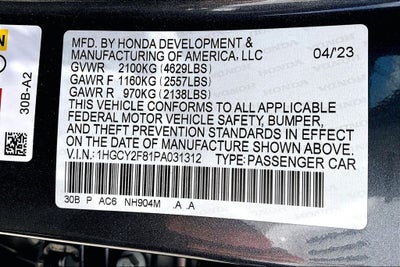 MFD. BY HONDA DEVELOPMENT &
MANUFACTURING OF AMERICA, LLC 04/23
GVWR 2100KG (4629LBS)
GAWR F 1160KG (2557LBS)
GAWR R 970KG (2138LBS)
THIS VEHICLE CONFORMS TO ALL APPLICABLE
FEDERAL MOTOR VEHICLE SAFETY, BUMPER,
AND THEFT PREVENTION STANDARDS IN EFFECT
ON THE DATE OF MANUFACTURE SHOWN ABOVE.
V.I.N.: 1HGCY2F81PA031312 TYPE: PASSENGER CAR
30B P AC6 NH904M .A .A
30B-A2